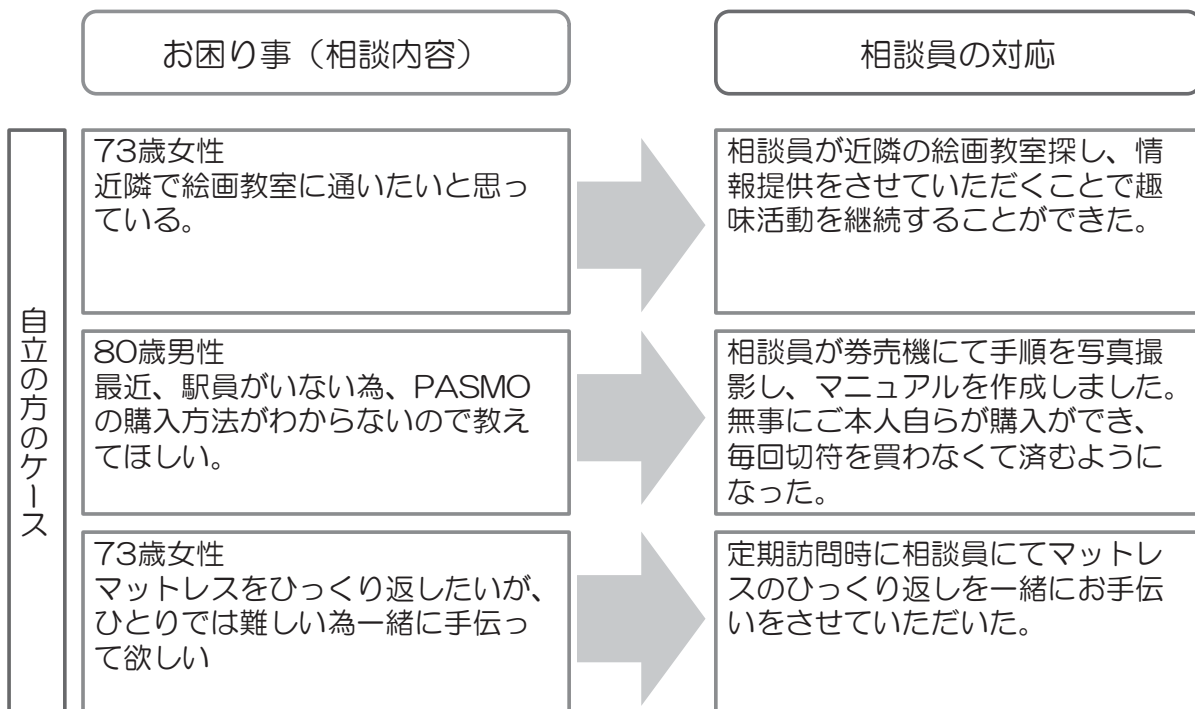 お困り事（相談内容）
相談員の対応
自立の方のケース
73歳女性
近隣で絵画教室に通いたいと思っ
ている。
相談員が近隣の絵画教室探し、情
報提供をさせていただくことで趣
味活動を継続することができた。
80歳男性
最近、駅員がいない為、PASMO
の購入方法がわからないので教え
てほしい。
相談員が券売機にて手順を写真撮
影し、マニュアルを作成しました。
無事にご本人自らが購入ができ、
毎回切符を買わなくて済むように
なった。
73歳女性
マットレスをひっくり返したいが、
ひとりでは難しい為一緒に手伝っ
て欲しい
定期訪問時に相談員にてマットレ
スのひっくり返しを一緒にお手伝
いをさせていただいた。